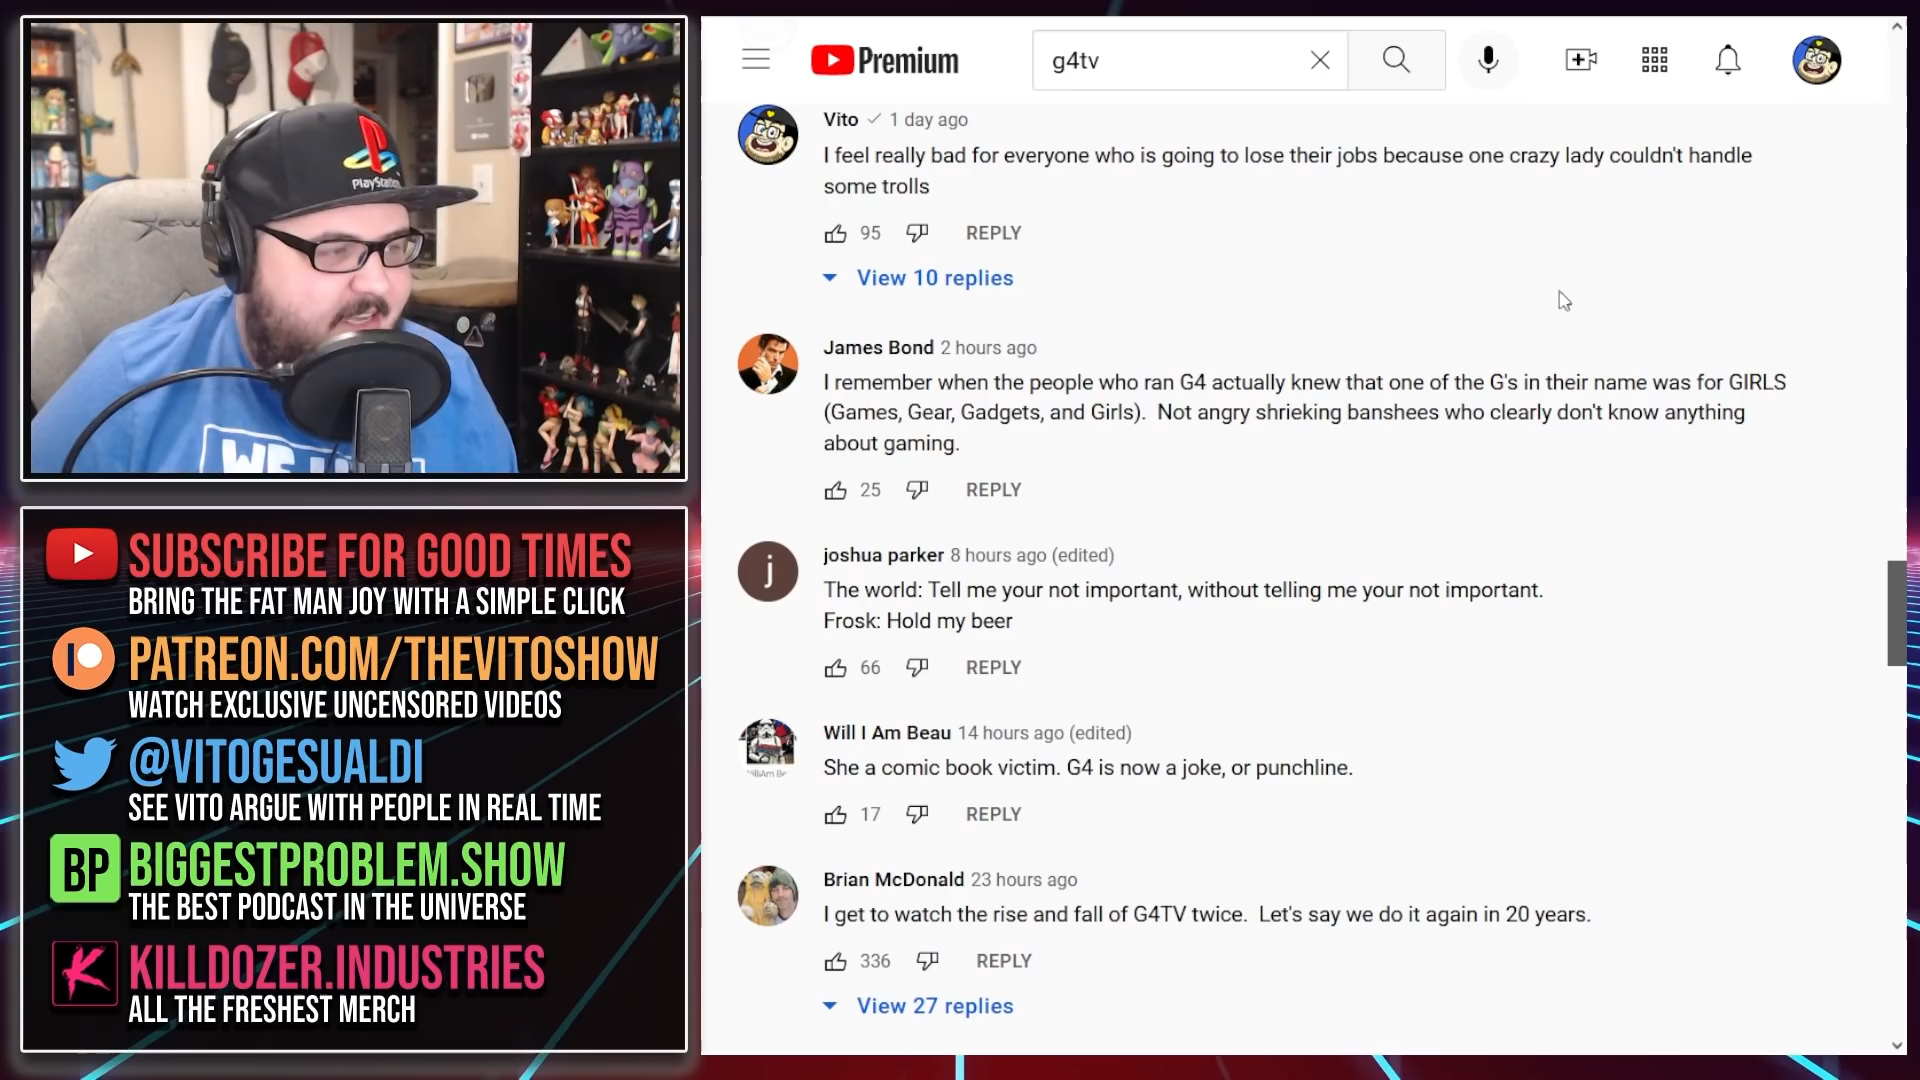 PlayStation
WE
SUBSCRIBE FOR GOOD TIMES
BRING THE FAT MAN JOY WITH A SIMPLE CLICK
PATREON.COM/THEVITOSHOW
WATCH EXCLUSIVE UNCENSORED VIDEOS
@VITOGESUALDI
SEE VITO ARGUE WITH PEOPLE IN REAL TIME
BP BIGGESTPROBLEM.SHOW
THE BEST PODCAST IN THE UNIVERSE
KILLDOZER.INDUSTRIES
ALL THE FRESHEST MERCH
Premium
g4tv
Vito 1 day ago
I feel really bad for everyone who is going to lose their jobs because one crazy lady couldn't handle
some trolls
95 REPLY
View 10 replies
James Bond 2 hours ago
I remember when the people who ran G4 actually knew that one of the G's in their name was for GIRLS
(Games, Gear, Gadgets, and Girls). Not angry shrieking banshees who clearly don't know anything
about gaming.
25 REPLY
j
joshua parker 8 hours ago (edited)
The world: Tell me your not important, without telling me your not important.
Frosk: Hold my beer
66 REPLY
Will I Am Beau 14 hours ago (edited)
She a comic book victim. G4 is now a joke, or punchline.
17 REPLY
Brian McDonald 23 hours ago
I get to watch the rise and fall of G4TV twice. Let's say we do it again in 20 years.
336 REPLY
View 27 replies